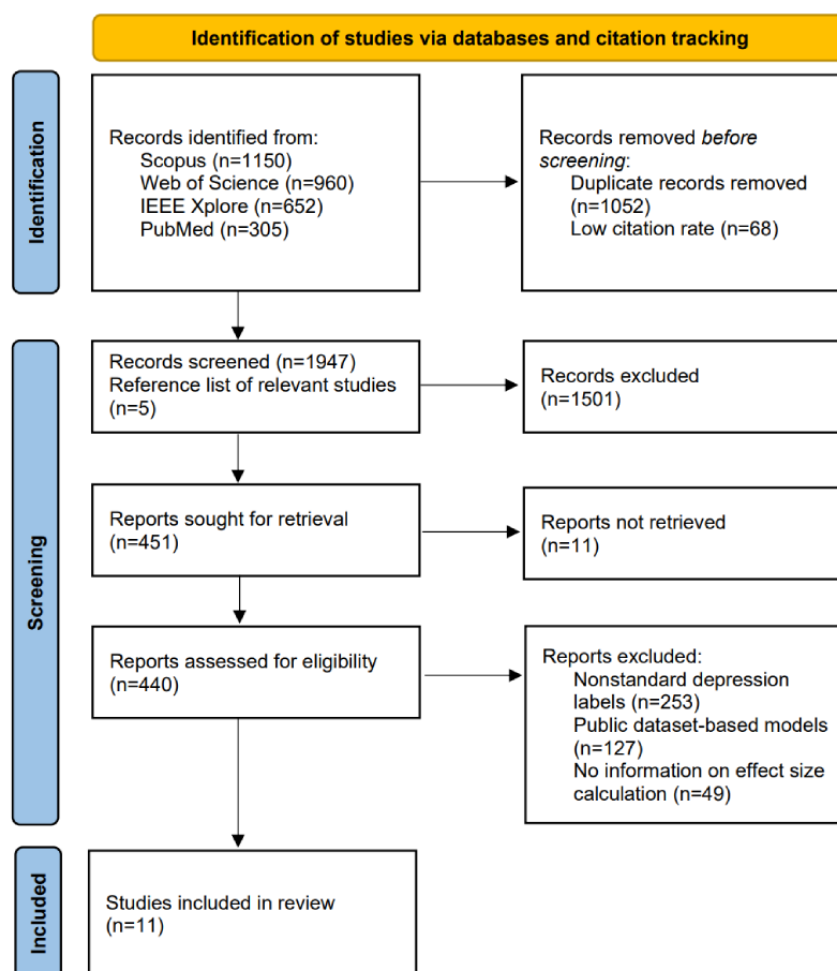 Identification of studies via databases and citation tracking
Identification
Records identified from:
Scopus (n=1150)
Web of Science (n=960)
IEEE Xplore (n=652)
PubMed (n=305)
Records removed before
screening:
Duplicate records removed
(n=1052)
Low citation rate (n=68)
Screening
Records screened (n=1947)
Reference list of relevant studies
(n=5)
Records excluded
(n=1501)
Reports sought for retrieval
(n=451)
Reports not retrieved
(n=11)
Reports assessed for eligibility
(n=440)
Reports excluded:
Nonstandard depression
labels (n=253)
Public dataset-based models
(n=127)
No information on effect size
calculation (n=49)
Included
Studies included in review
(n=11)